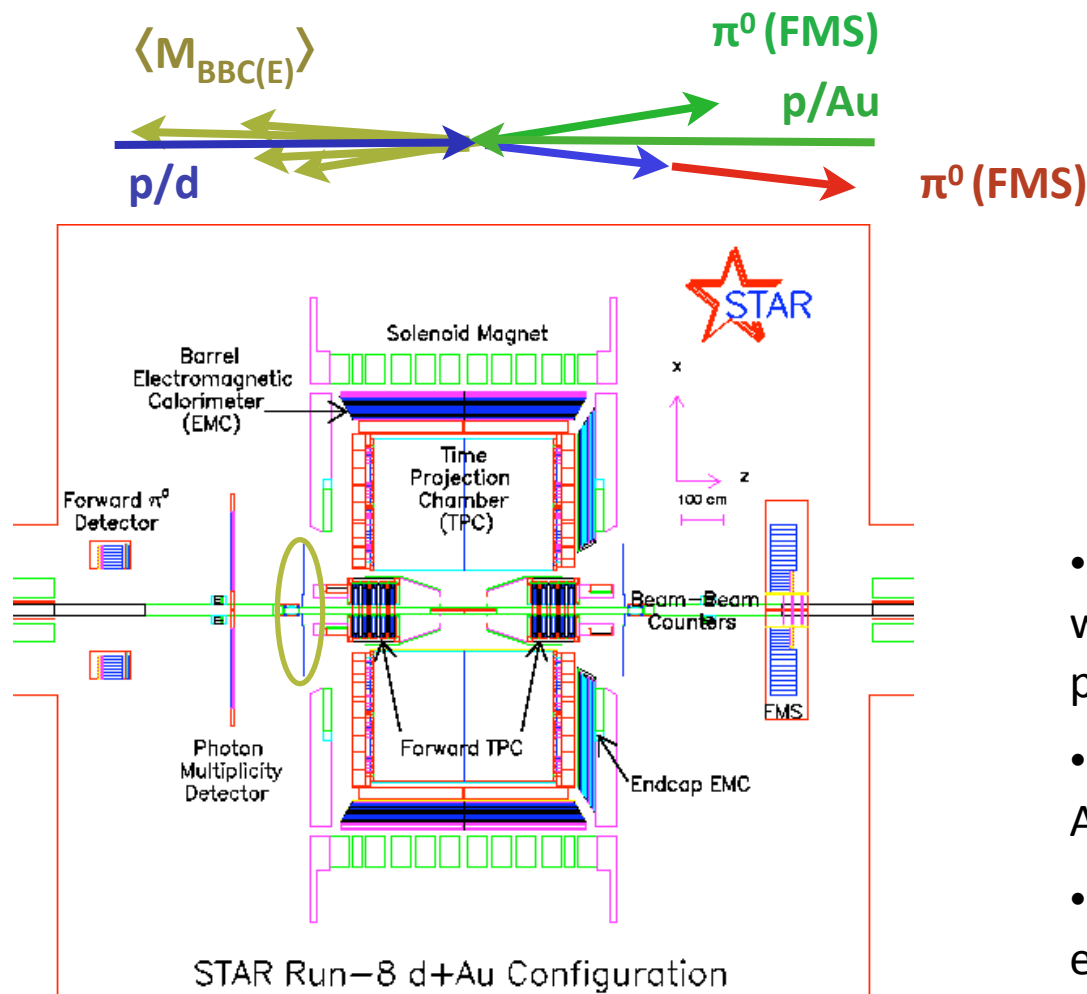 ⟨M_BBC(E)⟩
π⁰ (FMS)
p/Au
p/d
π⁰ (FMS)
STAR
Solenoid Magnet
Barrel
Electromagnetic
Calorimeter
(EMC)
x
z
100 cm
Time
Projection
Chamber
(TPC)
Forward π⁰
Detector
Beam-Beam
Counters
FMS
Photon
Multiplicity
Detector
Forward TPC
Endcap EMC
STAR Run-8 d+Au Configuration
•
w
p
•
A
•
e